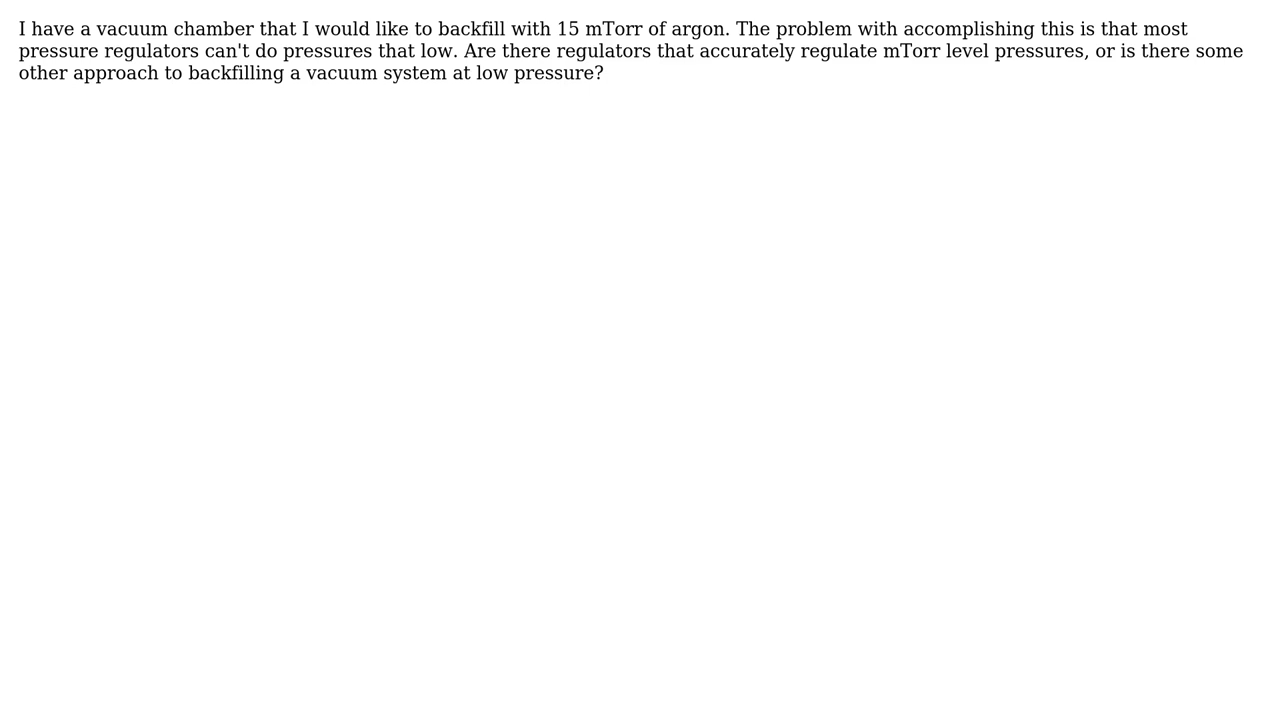 I have a vacuum chamber that I would like to backfill with 15 mTorr of argon. The problem with accomplishing this is that most
pressure regulators can't do pressures that low. Are there regulators that accurately regulate mTorr level pressures, or is there some
other approach to backfilling a vacuum system at low pressure?